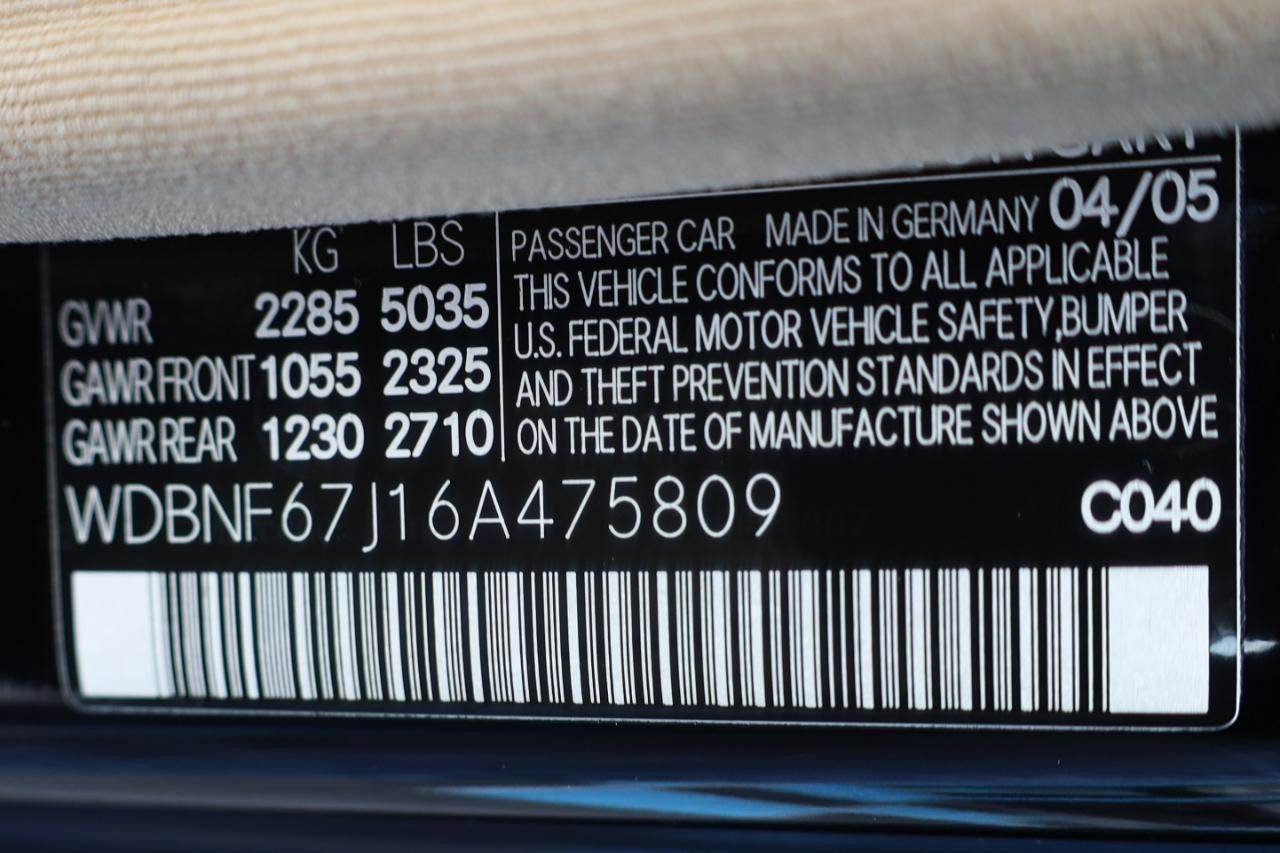 KG LBS
GVWR 2285 5035
GAWR FRONT 1055 2325
GAWR REAR 1230 2710
PASSENGER CAR MADE IN GERMANY 04/05
THIS VEHICLE CONFORMS TO ALL APPLICABLE
U.S. FEDERAL MOTOR VEHICLE SAFETY,BUMPER
AND THEFT PREVENTION STANDARDS IN EFFECT
ON THE DATE OF MANUFACTURE SHOWN ABOVE
WDBNF67J16A475809 C040